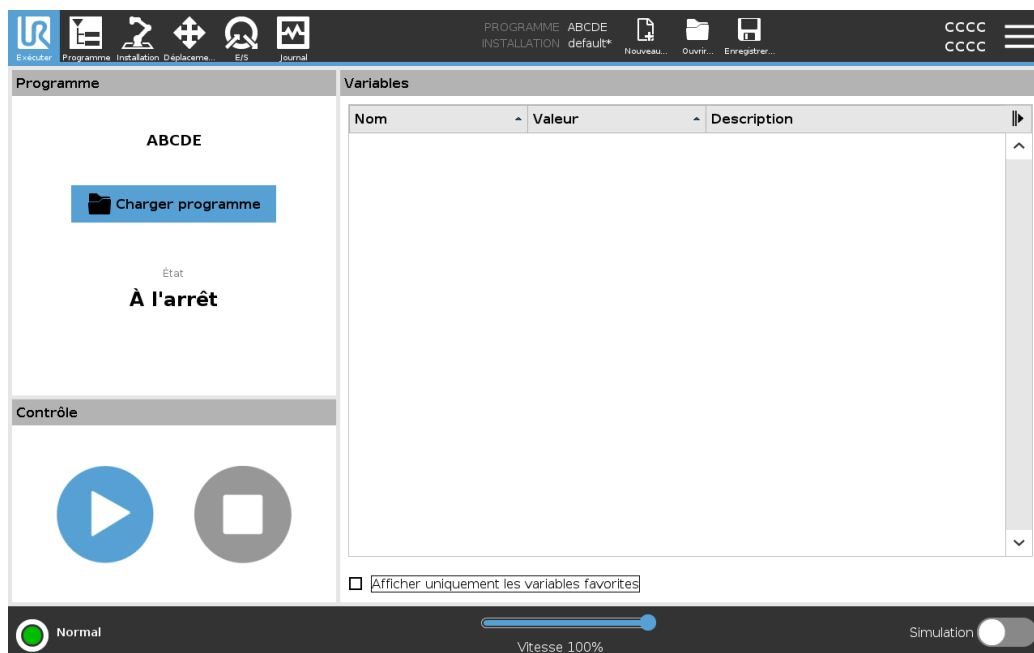 UR
Exécuter
Programme
Installation
Déplaceme...
E/S
Journal
PROGRAMME ABCDE
INSTALLATION default*
Nouveau...
Ouvrir...
Enregistrer...
CCCC
CCCC
Programme
ABCDE
Charger programme
État
À l'arrêt
Contrôle
Variables
Nom Valeur Description
Afficher uniquement les variables favorites
Normal
Vitesse 100%
Simulation